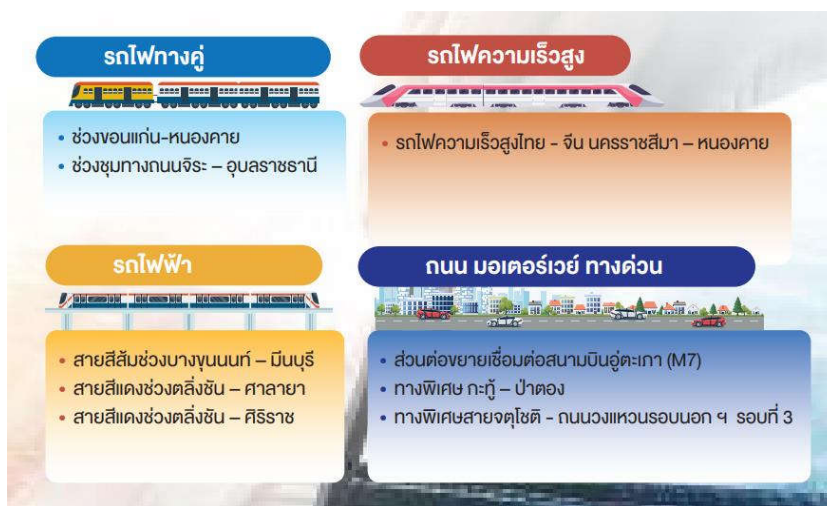 รถไฟทางคู่
• ช่วงขอนแก่น-หนองคาย
• ช่วงชุมทางถนนจิระ – อุบลราชธานี
รถไฟความเร็วสูง
• รถไฟความเร็วสูงไทย - จีน นครราชสีมา – หนองคาย
รถไฟฟ้า
• สายสีส้มช่วงบางขุนนนท์ – มีนบุรี
• สายสีแดงช่วงตลิ่งชัน – ศาลายา
• สายสีแดงช่วงตลิ่งชัน – ศิริราช
ถนน มอเตอร์เวย์ ทางด่วน
• ส่วนต่อขยายเชื่อมต่อสนามบินอู่ตะเภา (M7)
• ทางพิเศษ กะทู้ – ป่าตอง
• ทางพิเศษสายจตุโชติ - ถนนวงแหวนรอบนอก ฯ รอบที่ 3